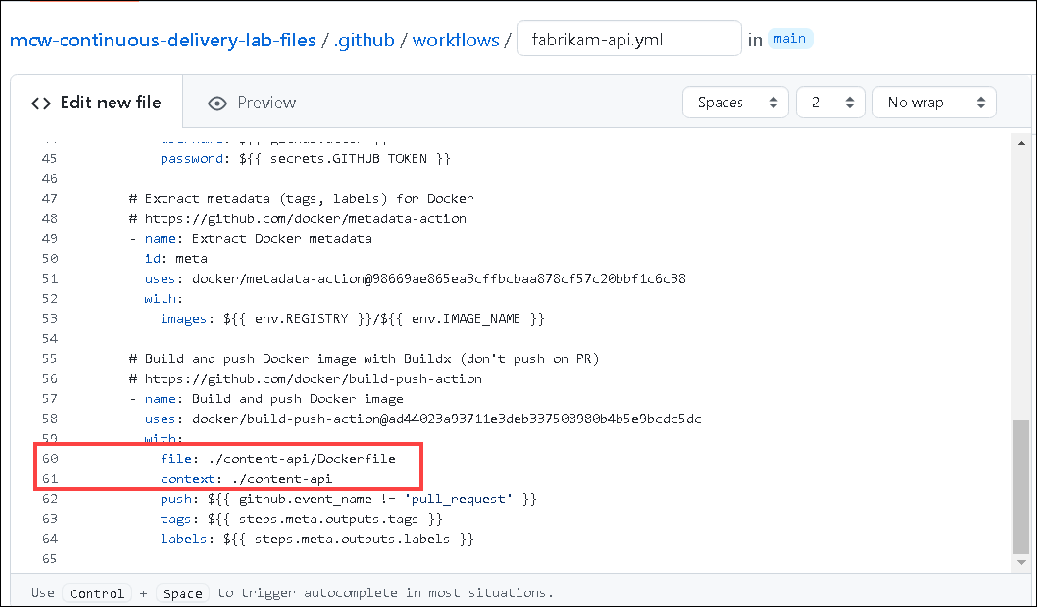 mcw-continuous-delivery-lab-files / .github / workflows / fabrikam-api.yml in main
<> Edit new file Preview Spaces 2 No wrap
45 password: ${{ secrets.GITHUB_TOKEN }}
46
47 # Extract metadata (tags, labels) for Docker
48 # https://github.com/docker/metadata-action
49 - name: Extract Docker metadata
50 id: meta
51 uses: docker/metadata-action@98669ae865ea3cffbcbaa878cf57c20bbf1c6c38
52 with:
53 images: ${{ env.REGISTRY }}/${{ env.IMAGE_NAME }}
54
55 # Build and push Docker image with Buildx (don't push on PR)
56 # https://github.com/docker/build-push-action
57 - name: Build and push Docker image
58 uses: docker/build-push-action@ad44023a93711e3deb337508980b4b5e9bcdc5dc
59 with:
60 file: ./content-api/Dockerfile
61 context: ./content-api
62 push: ${{ github.event_name != 'pull_request' }}
63 tags: ${{ steps.meta.outputs.tags }}
64 labels: ${{ steps.meta.outputs.labels }}
65
Use Control + Space to trigger autocomplete in most situations.